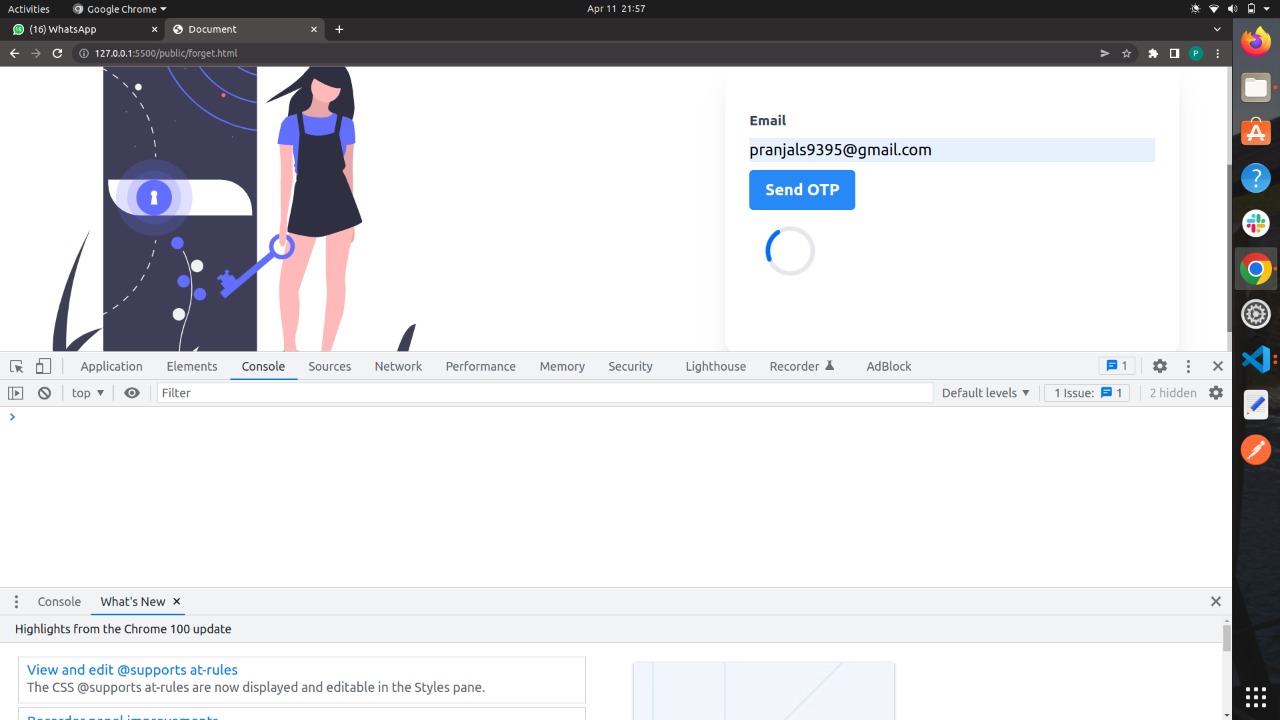 Activities Google Chrome Apr 11 21:57
(16) WhatsApp Document
127.0.0.1:5500/public/forget.html P
Email
pranjals9395@gmail.com
Send OTP
Application Elements Console Sources Network Performance Memory Security Lighthouse Recorder AdBlock 1
top Filter Default levels 1 Issue: 1 2 hidden
Console What's New
Highlights from the Chrome 100 update
View and edit @supports at-rules
The CSS @supports at-rules are now displayed and editable in the Styles pane.
Recorder panel improvements